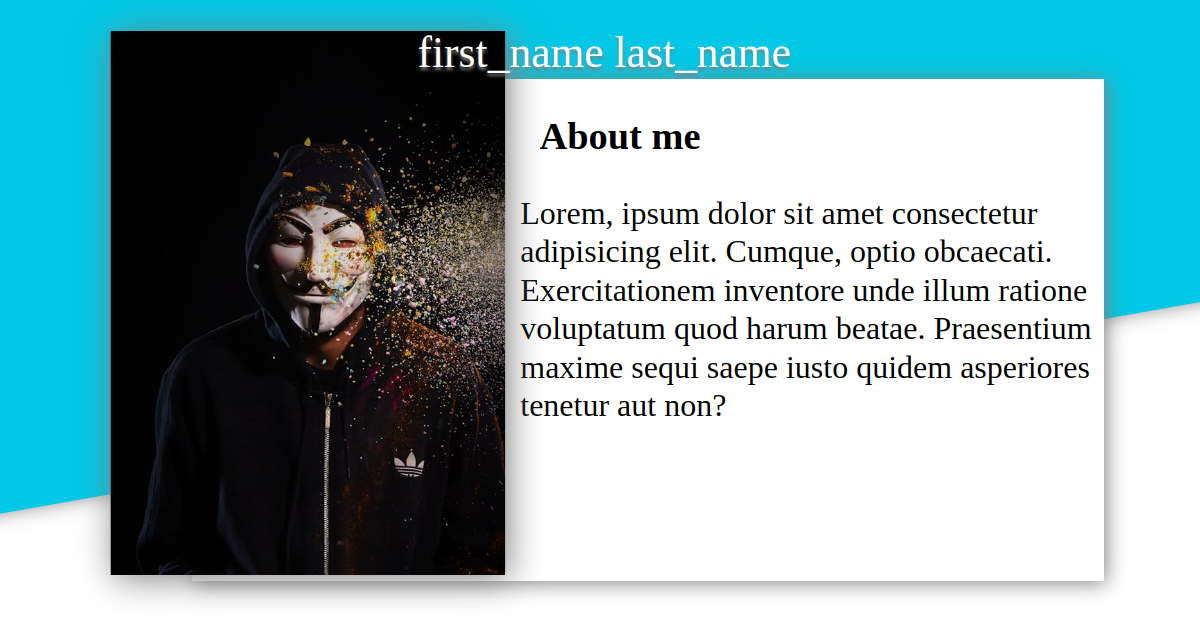 first_name last_name
About me
Lorem, ipsum dolor sit amet consectetur
adipisicing elit. Cumque, optio obcaecati.
Exercitationem inventore unde illum ratione
voluptatum quod harum beatae. Praesentium
maxime sequi saepe iusto quidem asperiores
tenetur aut non?